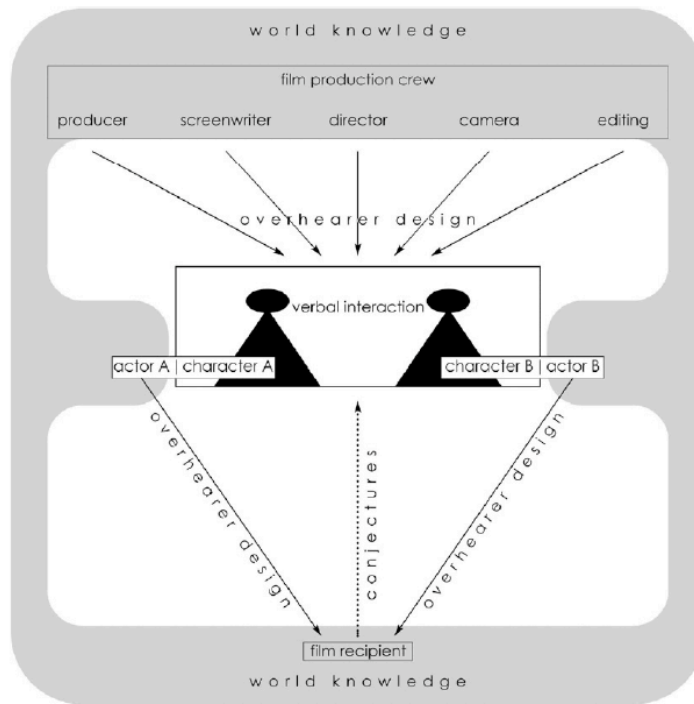 world knowledge
film production crew
producer screenwriter director camera editing
overhearer design
verbal interaction
actor A | character A character B | actor B
overhearer design
conjectures
overhearer design
film recipient
world knowledge